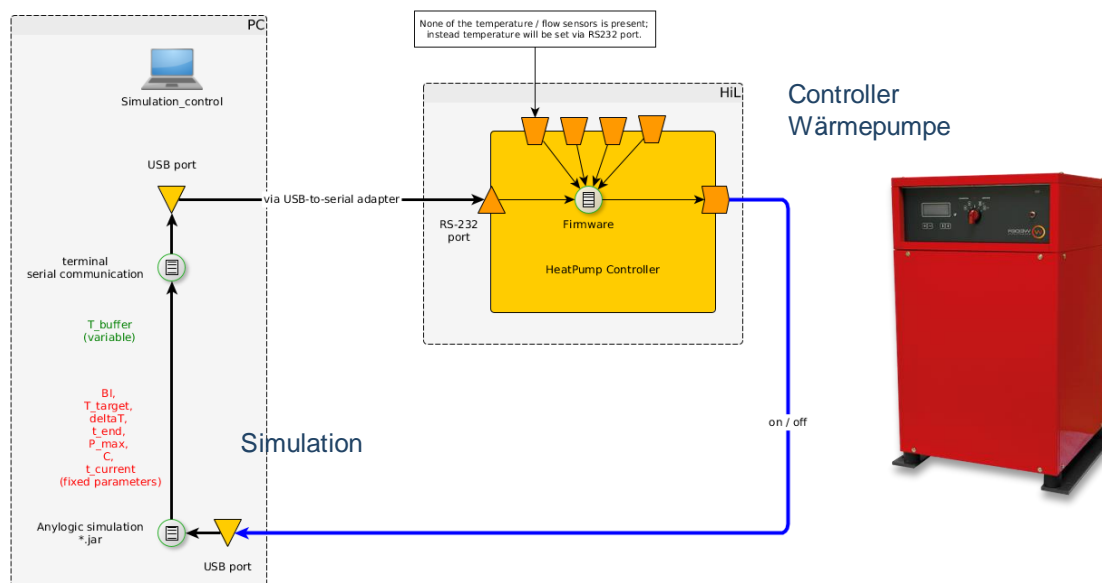 PC
Simulation_control
USB port
via USB-to-serial adapter
terminal
serial communication
T_buffer
(variable)
BI,
T_target,
deltaT,
t_end,
P_max,
C,
t_current
(fixed parameters)
Simulation
Anylogic simulation
*.jar
USB port
None of the temperature / flow sensors is present;
instead temperature will be set via RS232 port.
HiL
RS-232
port
Firmware
HeatPump Controller
on / off
Controller
Wärmepumpe